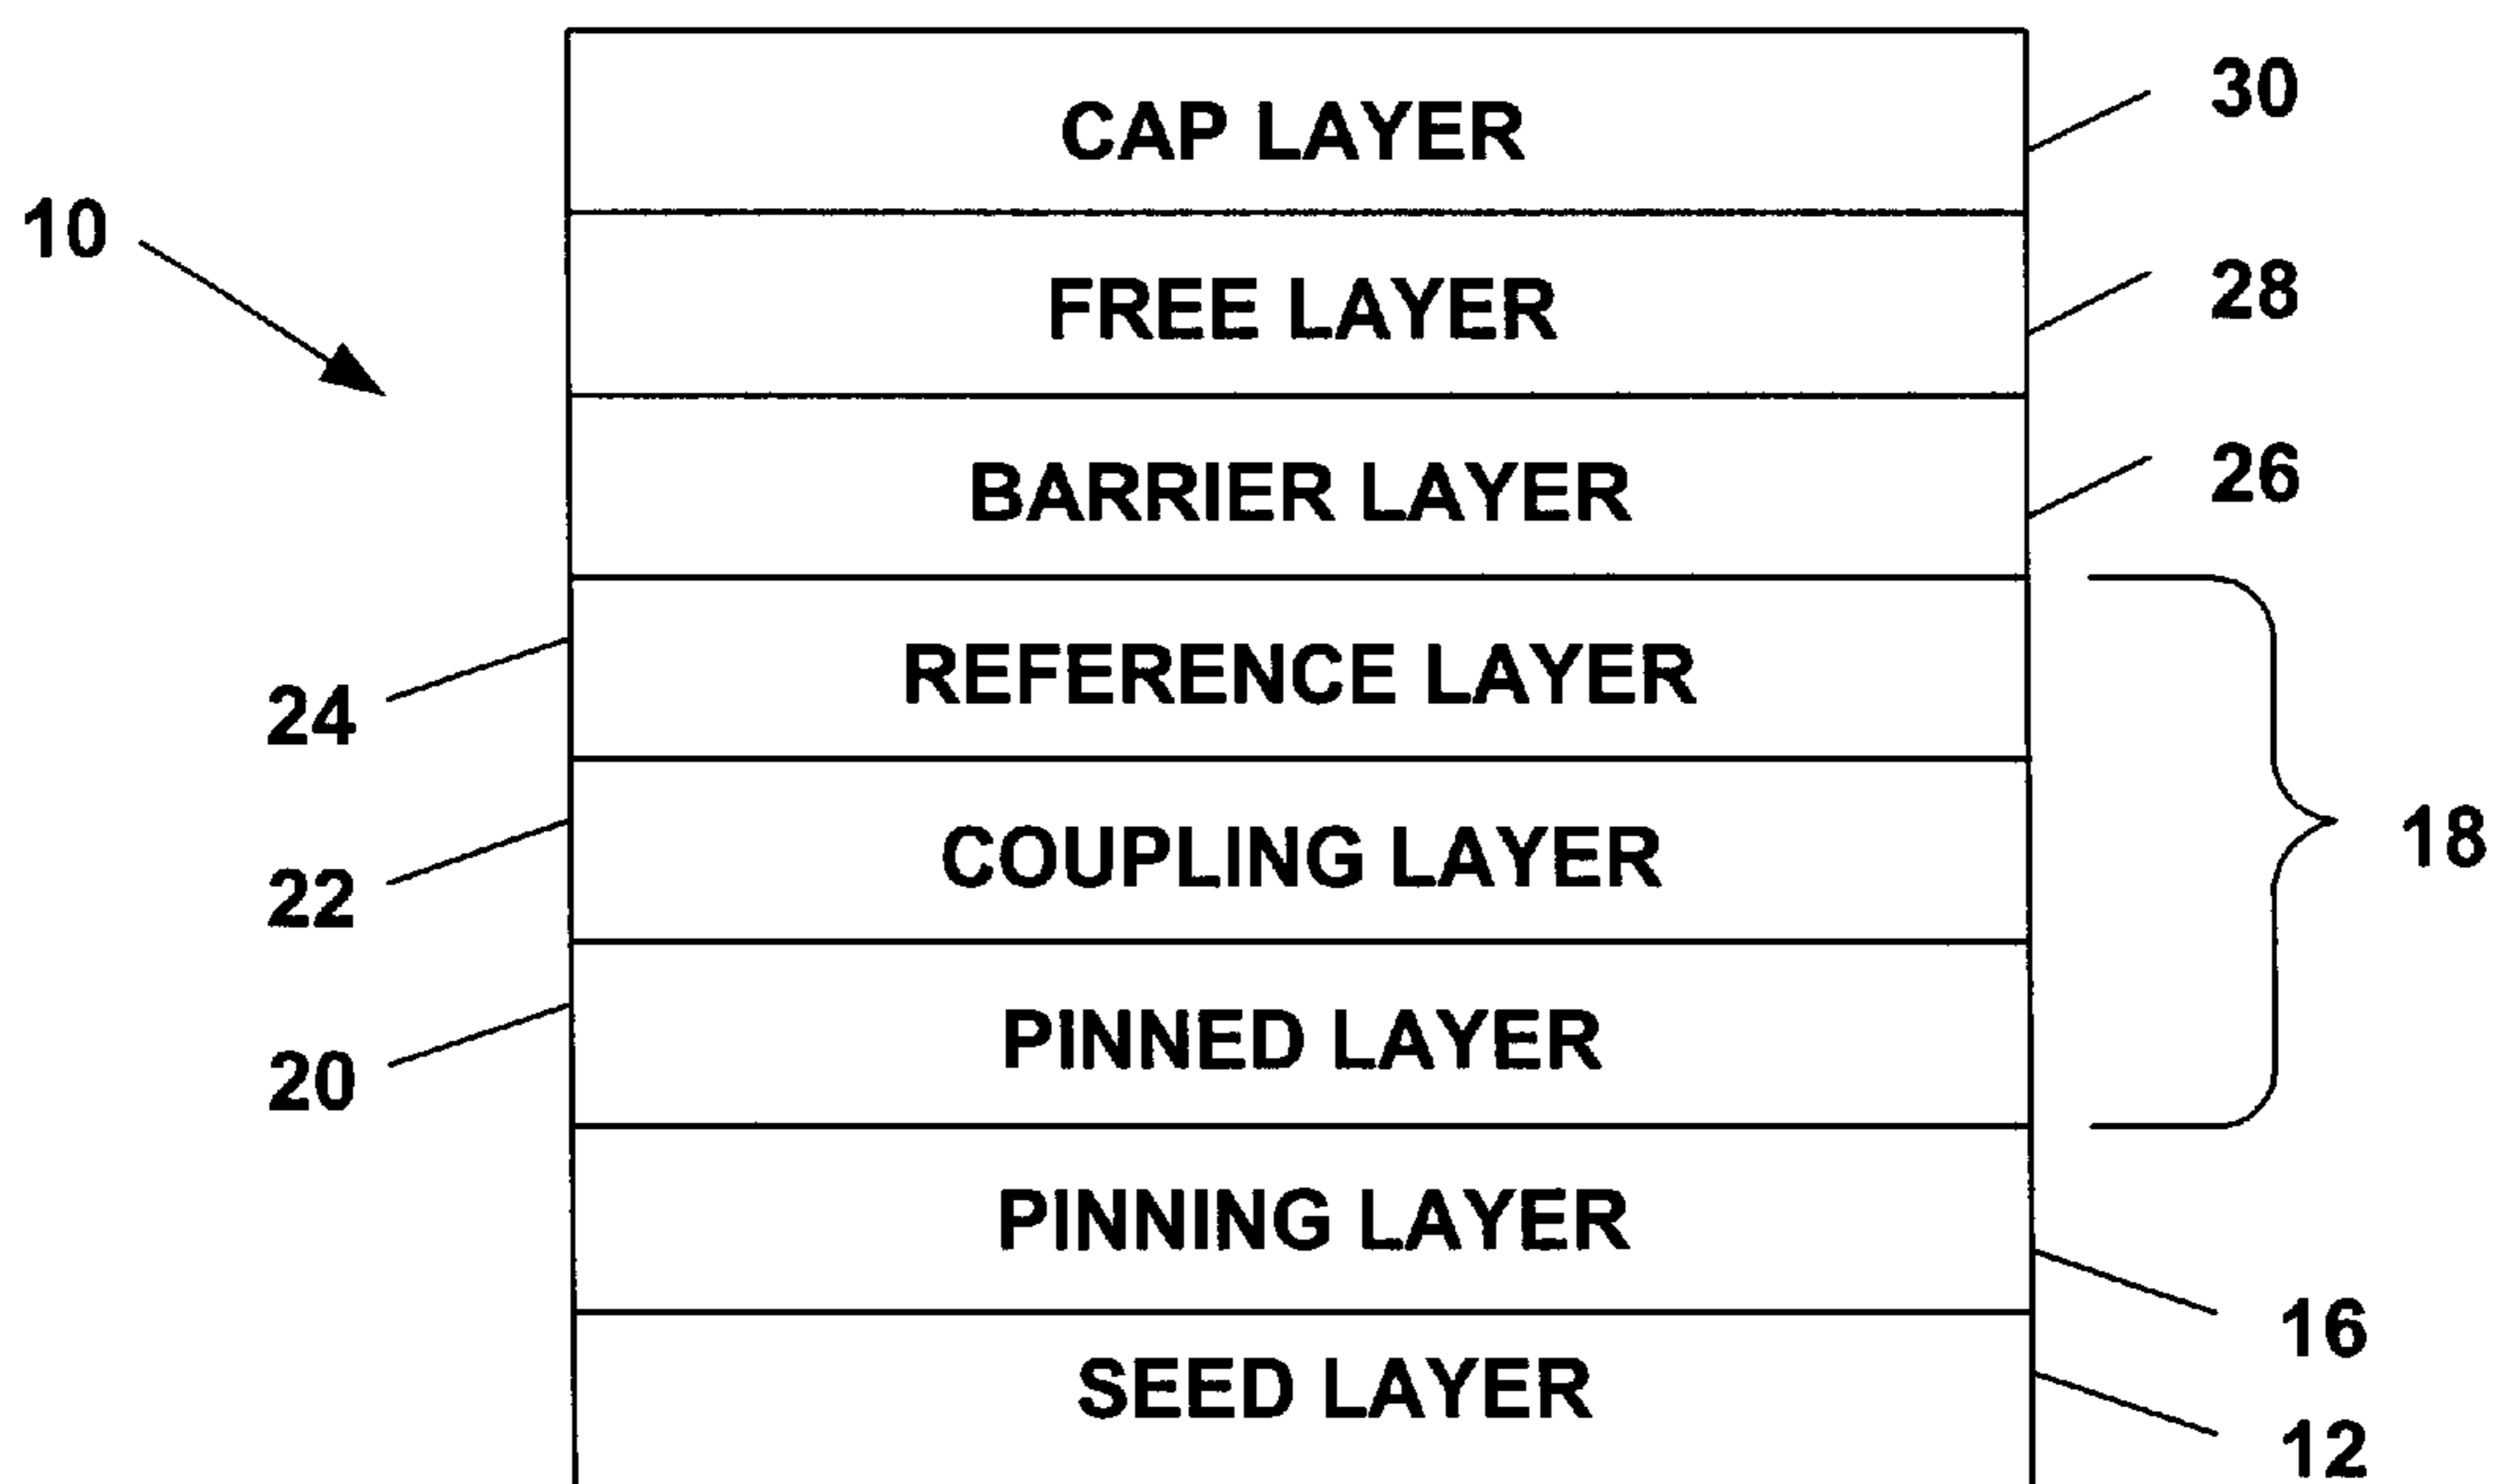 CAP LAYER
30
10
FREE LAYER
28
BARRIER LAYER
26
REFERENCE LAYER
24
COUPLING LAYER
18
22
PINNED LAYER
20
PINNING LAYER
16
SEED LAYER
12